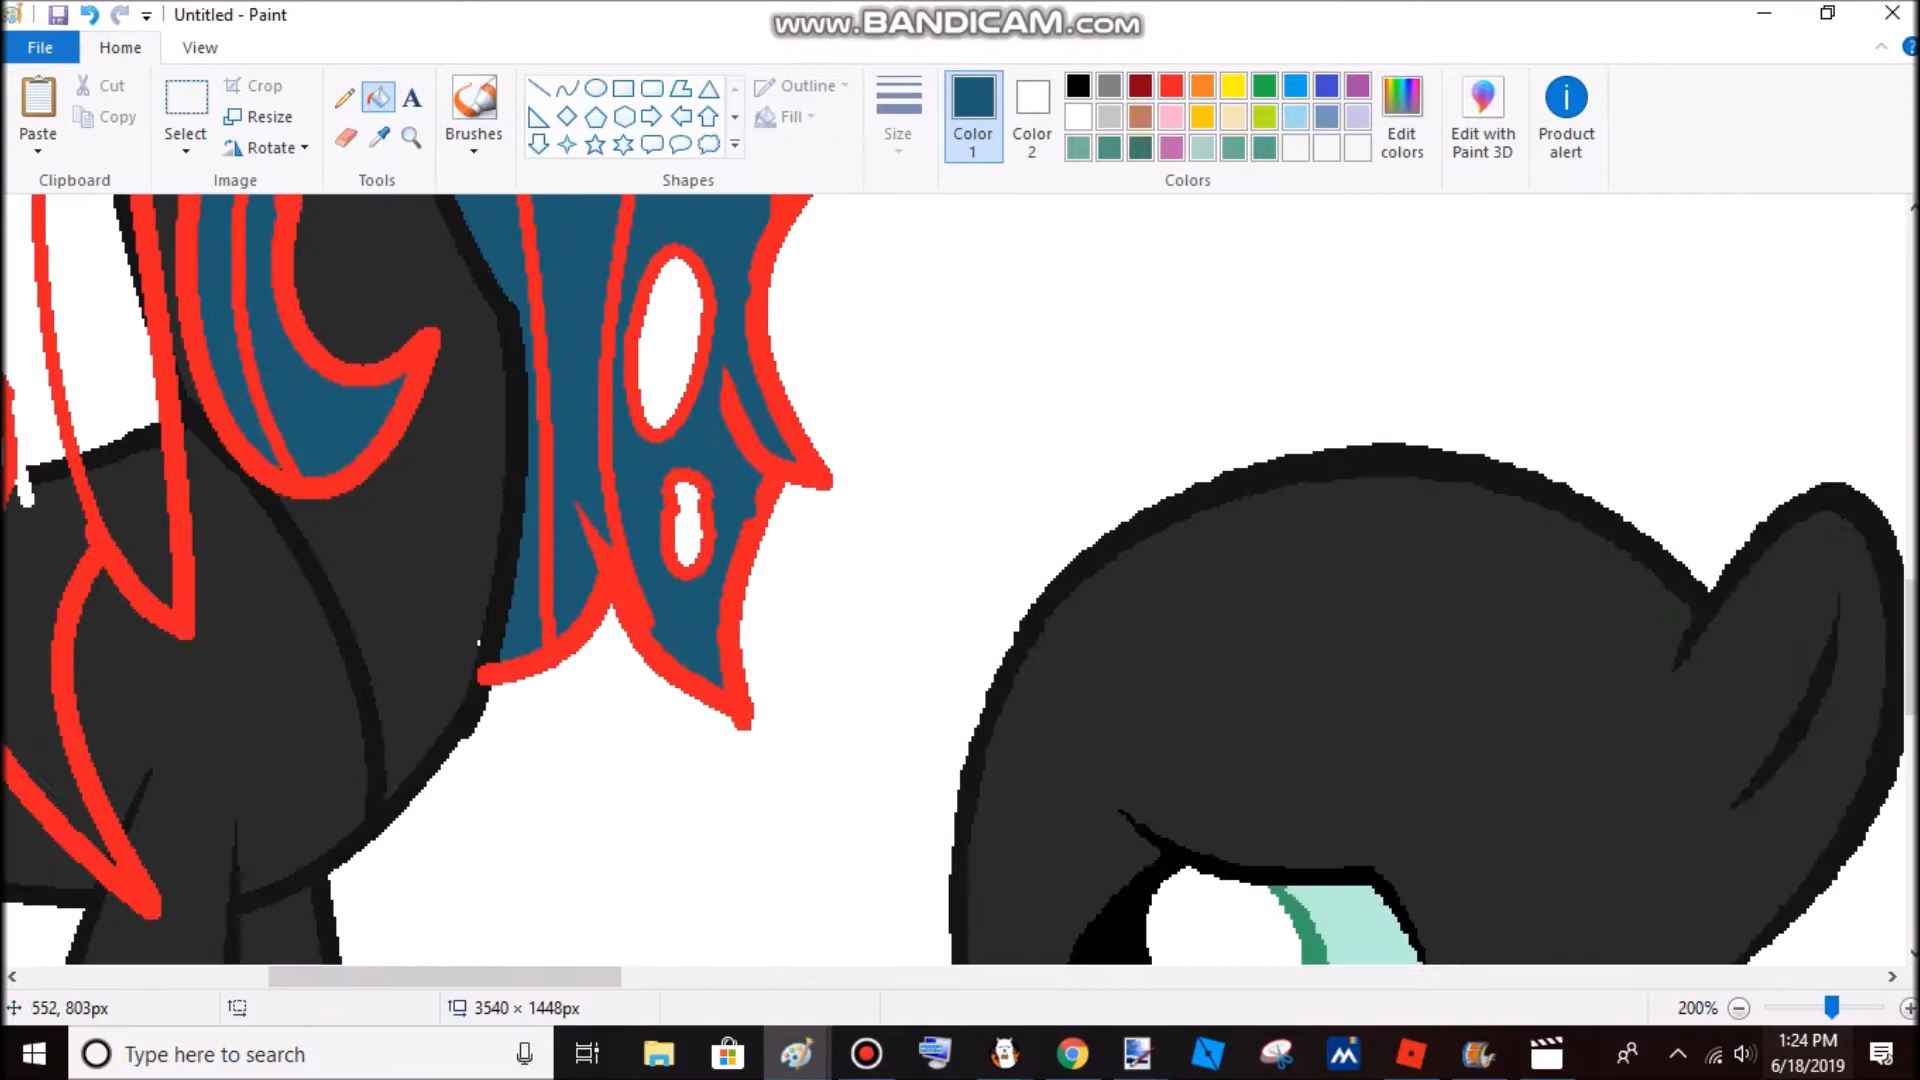 Untitled - Paint
www.BANDICAM.com
File Home View
Cut
Copy
Paste
Clipboard
Select
Crop
Resize
Rotate
Image
A
Tools
Brushes
Shapes
Outline
Fill
Size
Color
1
Color
2
Edit
colors
Colors
Edit with
Paint 3D
Product
alert
552, 803px
3540 × 1448px
200%
Type here to search
1:24 PM
6/18/2019